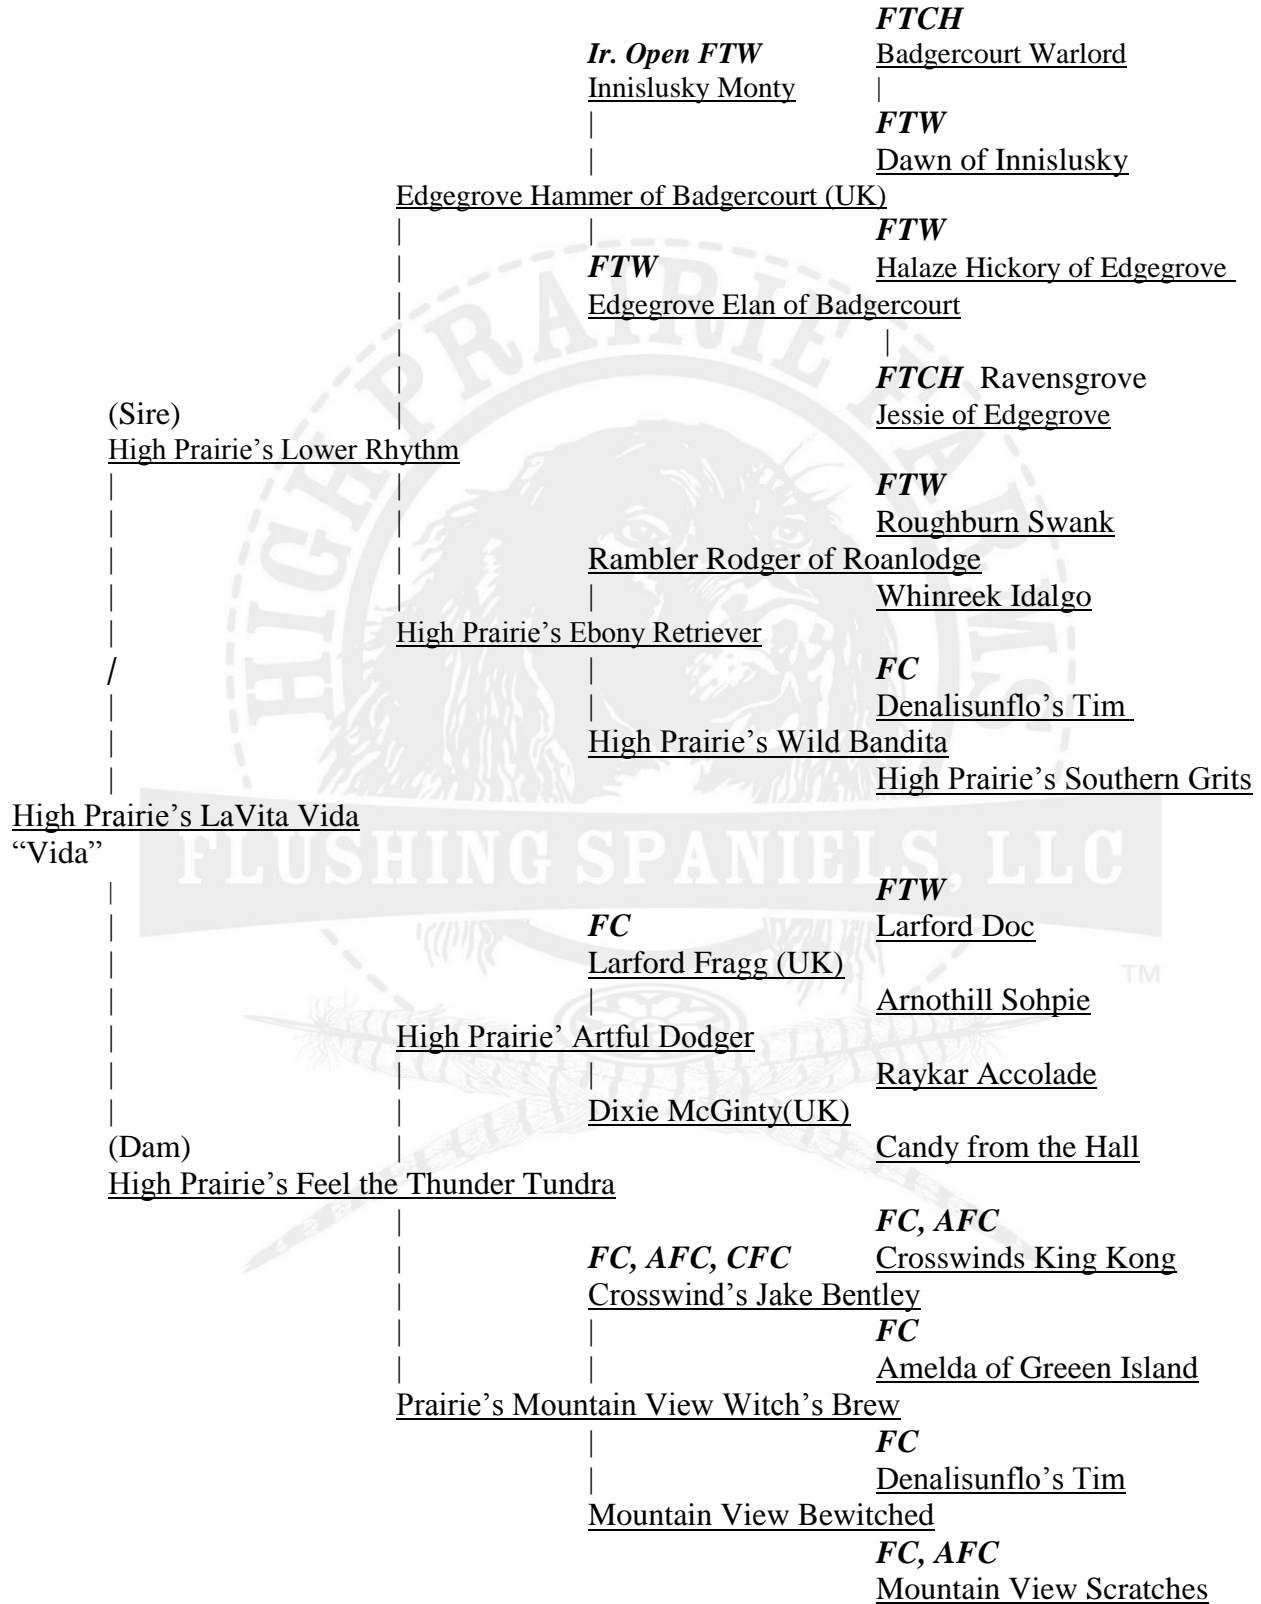 FTCH
Ir. Open FTW Badgercourt Warlord
Innislusky Monty
FTW
Dawn of Innislusky
Edgegrove Hammer of Badgercourt (UK)
FTW
FTW Halaze Hickory of Edgegrove
Edgegrove Elan of Badgercourt
FTCH Ravensgrove
(Sire) Jessie of Edgegrove
High Prairie’s Lower Rhythm
FTW
Roughburn Swank
Rambler Rodger of Roanlodge
Whinreek Idalgo
High Prairie’s Ebony Retriever
FC
Denalisunflo’s Tim
High Prairie’s Wild Bandita
High Prairie’s Southern Grits
High Prairie’s LaVita Vida
“Vida”
FTW
FC Larford Doc
Larford Fragg (UK)
Arnothill Sohpie
High Prairie’ Artful Dodger
Raykar Accolade
Dixie McGinty(UK)
(Dam) Candy from the Hall
High Prairie’s Feel the Thunder Tundra
FC, AFC
FC, AFC, CFC Crosswinds King Kong
Crosswind’s Jake Bentley
FC
Amelda of Greeen Island
Prairie’s Mountain View Witch’s Brew
FC
Denalisunflo’s Tim
Mountain View Bewitched
FC, AFC
Mountain View Scratches
HIGH PRAIRIE FARMS
FLUSHING SPANIELS, LLC
TM